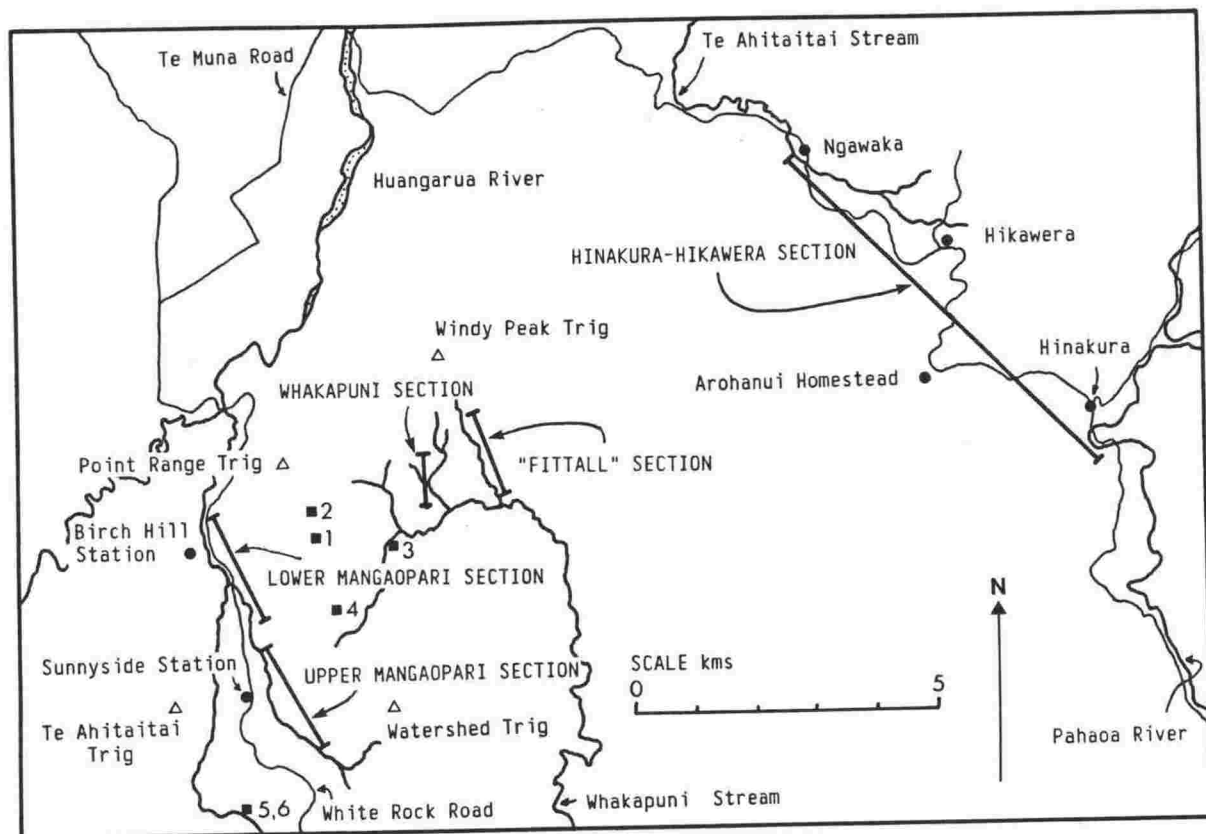 Te Muna Road
Te Ahitaitai Stream
Ngawaka
Huangarua River
Hikawera
HINAKURA-HIKAWERA SECTION
Windy Peak Trig
Hinakura
WHAKAPUNI SECTION
Arohanui Homestead
Point Range Trig
"FITTALL" SECTION
2
Birch Hill
Station
1
3
LOWER MANGAOPARI SECTION
4
N
Sunnyside Station
UPPER MANGAOPARI SECTION
SCALE kms
0
5
Te Ahitaitai
Trig
Watershed Trig
Pahaoa River
5,6
White Rock Road
Whakapuni Stream